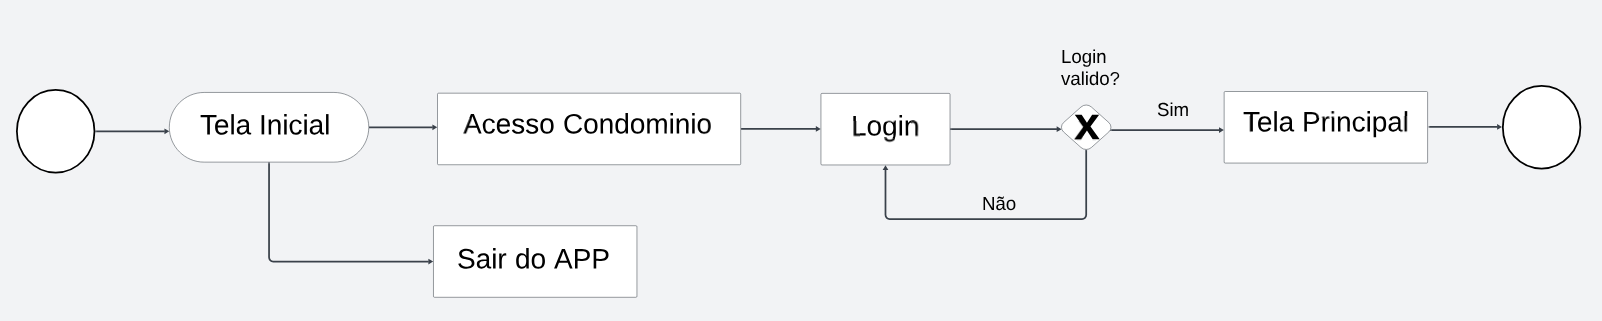 Tela Inicial
Acesso Condominio
Login
Login
valido?
X
Sim
Tela Principal
Não
Sair do APP